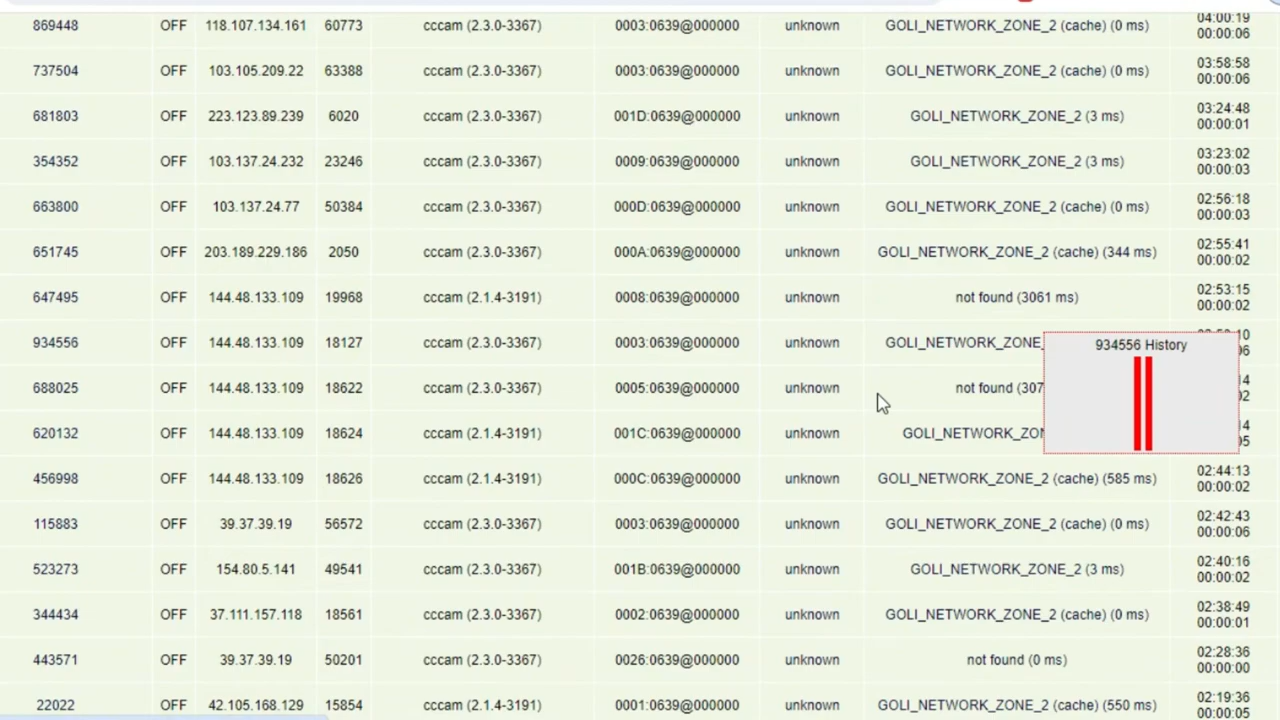 869448 OFF 118.107.134.161 60773 cccam (2.3.0-3367) 0003:0639@000000 unknown GOLI_NETWORK_ZONE_2 (cache) (0 ms) 04:00:19
00:00:06
737504 OFF 103.105.209.22 63388 cccam (2.3.0-3367) 0003:0639@000000 unknown GOLI_NETWORK_ZONE_2 (cache) (0 ms) 03:58:58
00:00:06
681803 OFF 223.123.89.239 6020 cccam (2.3.0-3367) 001D:0639@000000 unknown GOLI_NETWORK_ZONE_2 (3 ms) 03:24:48
00:00:01
354352 OFF 103.137.24.232 23246 cccam (2.3.0-3367) 0009:0639@000000 unknown GOLI_NETWORK_ZONE_2 (3 ms) 03:23:02
00:00:03
663800 OFF 103.137.24.77 50384 cccam (2.3.0-3367) 000D:0639@000000 unknown GOLI_NETWORK_ZONE_2 (cache) (0 ms) 02:56:18
00:00:03
651745 OFF 203.189.229.186 2050 cccam (2.3.0-3367) 000A:0639@000000 unknown GOLI_NETWORK_ZONE_2 (cache) (344 ms) 02:55:41
00:00:02
647495 OFF 144.48.133.109 19968 cccam (2.1.4-3191) 0008:0639@000000 unknown not found (3061 ms) 02:53:15
00:00:02
934556 OFF 144.48.133.109 18127 cccam (2.3.0-3367) 0003:0639@000000 unknown GOLI_NETWORK_ZONE_
934556 History
688025 OFF 144.48.133.109 18622 cccam (2.3.0-3367) 0005:0639@000000 unknown not found (307
620132 OFF 144.48.133.109 18624 cccam (2.1.4-3191) 001C:0639@000000 unknown GOLI_NETWORK_ZON
456998 OFF 144.48.133.109 18626 cccam (2.1.4-3191) 000C:0639@000000 unknown GOLI_NETWORK_ZONE_2 (cache) (585 ms) 02:44:13
00:00:02
115883 OFF 39.37.39.19 56572 cccam (2.3.0-3367) 0003:0639@000000 unknown GOLI_NETWORK_ZONE_2 (cache) (0 ms) 02:42:43
00:00:06
523273 OFF 154.80.5.141 49541 cccam (2.3.0-3367) 001B:0639@000000 unknown GOLI_NETWORK_ZONE_2 (3 ms) 02:40:16
00:00:02
344434 OFF 37.111.157.118 18561 cccam (2.3.0-3367) 0002:0639@000000 unknown GOLI_NETWORK_ZONE_2 (cache) (0 ms) 02:38:49
00:00:01
443571 OFF 39.37.39.19 50201 cccam (2.3.0-3367) 0026:0639@000000 unknown not found (0 ms) 02:28:36
00:00:00
22022 OFF 42.105.168.129 15854 cccam (2.1.4-3191) 0001:0639@000000 unknown GOLI_NETWORK_ZONE_2 (cache) (550 ms) 02:19:36
00:00:05